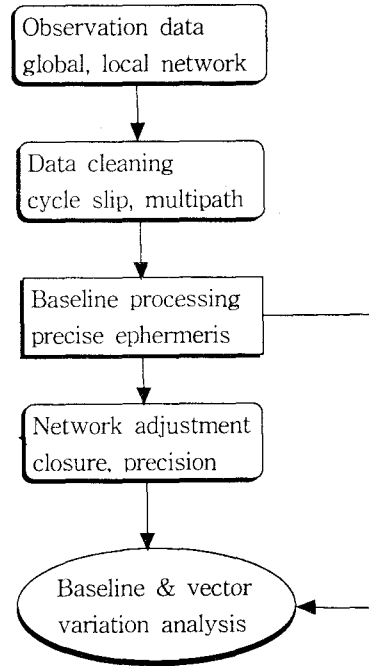 Observation data
global, local network
Data cleaning
cycle slip, multipath
Baseline processing
precise ephermeris
Network adjustment
closure, precision
Baseline & vector
variation analysis